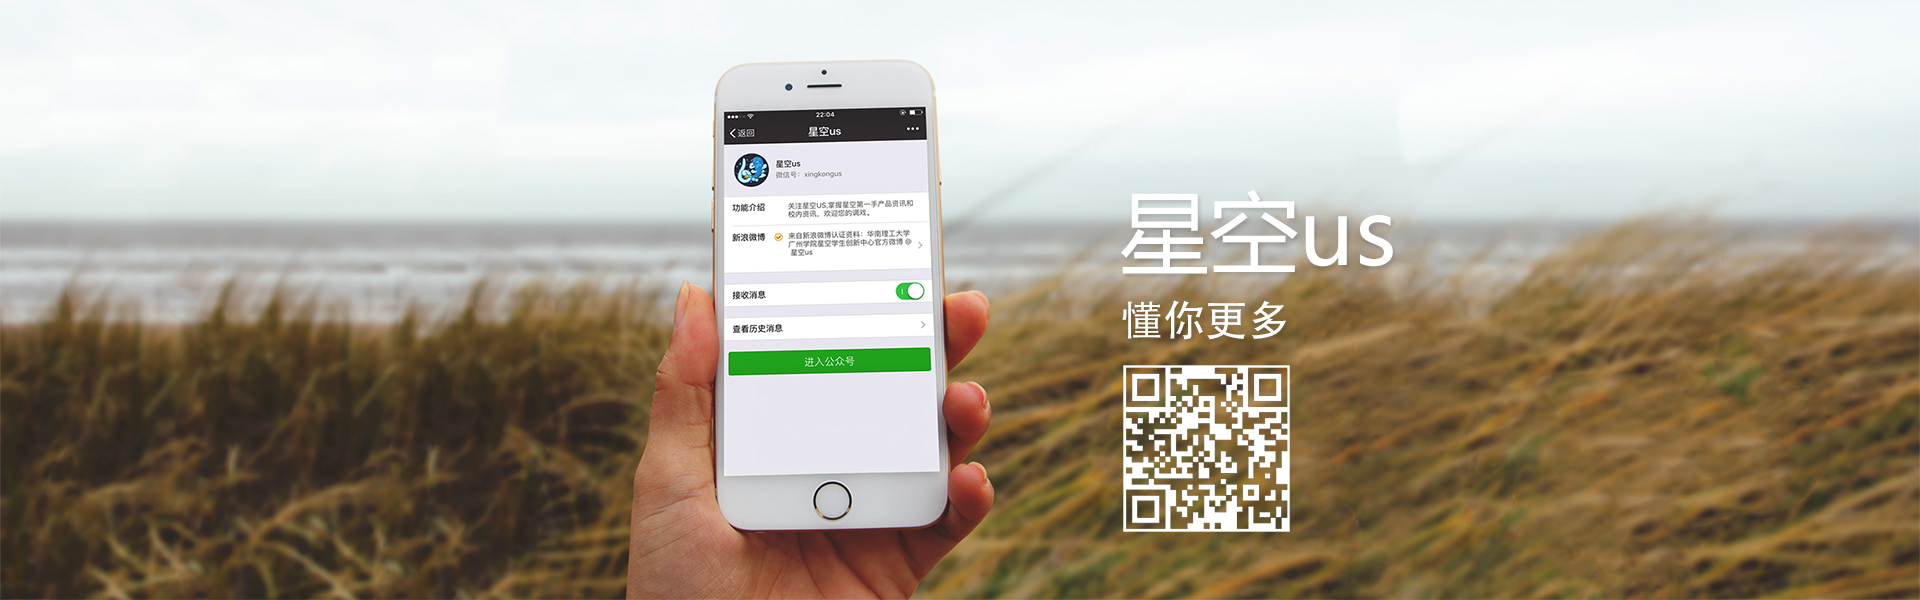 22:04
返回
星空us
星空us
微信号：xingkongus
功能介绍
关注星空US,掌握星空第一手产品资讯和
校内资讯，欢迎您的调戏。
新浪微博
来自新浪微博认证资料：华南理工大学
广州学院星空学生创新中心官方微博 @
星空us
接收消息
查看历史消息
进入公众号
星空us
懂你更多